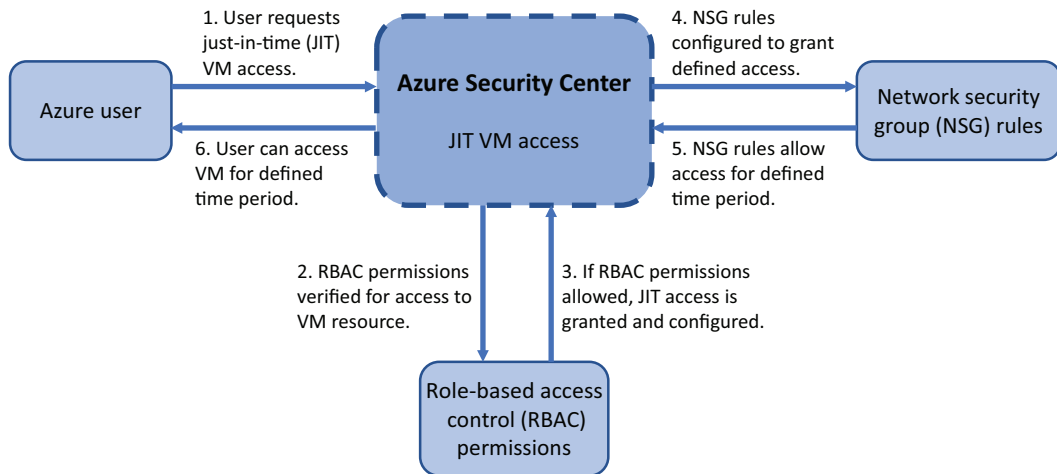 1. User requests
just-in-time (JIT)
VM access.
4. NSG rules
configured to grant
defined access.
Azure Security Center
JIT VM access
Azure user
Network security
group (NSG) rules
6. User can access
VM for defined
time period.
5. NSG rules allow
access for defined
time period.
2. RBAC permissions
verified for access to
VM resource.
3. If RBAC permissions
allowed, JIT access is
granted and configured.
Role-based access
control (RBAC)
permissions